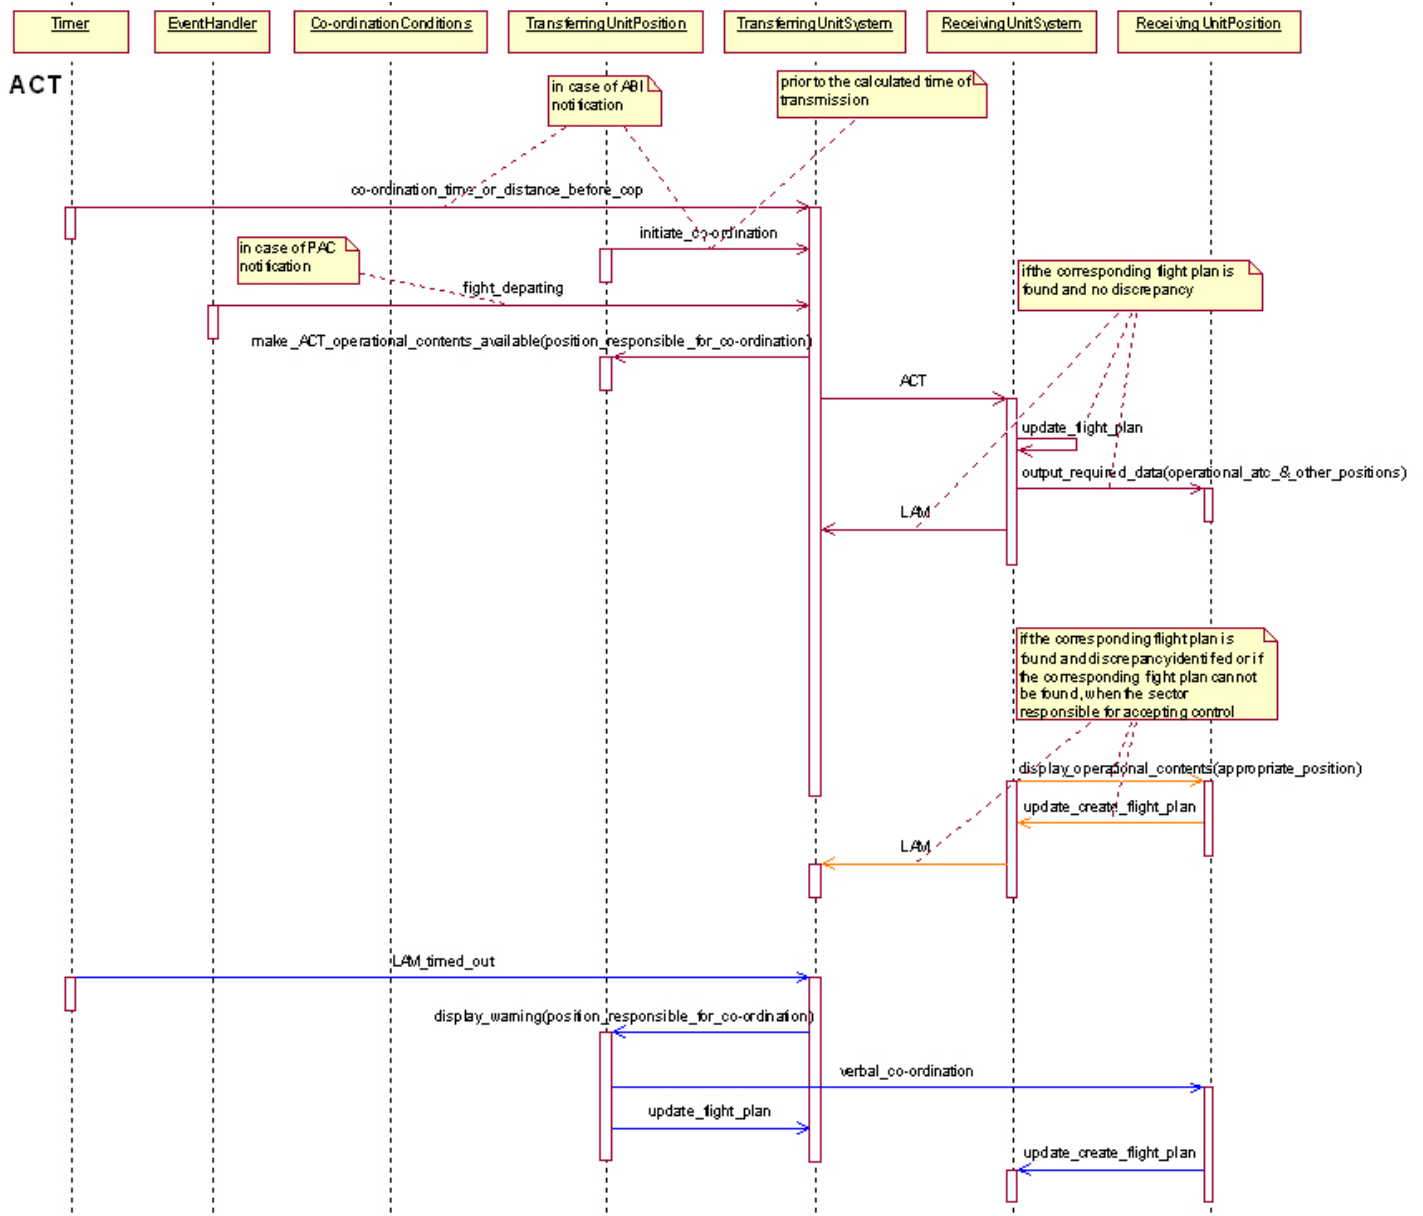 Timer
EventHandler
Co-ordinationConditions
TransferringUnitPosition
TransferringUnitSystem
ReceivingUnitSystem
ReceivingUnitPosition
ACT
in case of ABI
notification
prior to the calculated time of
transmission
co-ordination_time_or_distance_before_cop
initiate_co-ordination
in case of PAC
notification
if the corresponding flight plan is
found and no discrepancy
fight_departing
make_ACT_operational_contents_available(position_responsible_for_co-ordination)
ACT
update_flight_plan
output_required_data(operational_atc_&_other_positions)
LAM
if the corresponding flight plan is
found and discrepancy identifed or if
the corresponding fight plan cannot
be found, when the sector
responsible for accepting control
display_operational_contents(appropriate_position)
update_create_flight_plan
LAM
LAM_timed_out
display_warning(position_responsible_for_co-ordination)
verbal_co-ordination
update_flight_plan
update_create_flight_plan